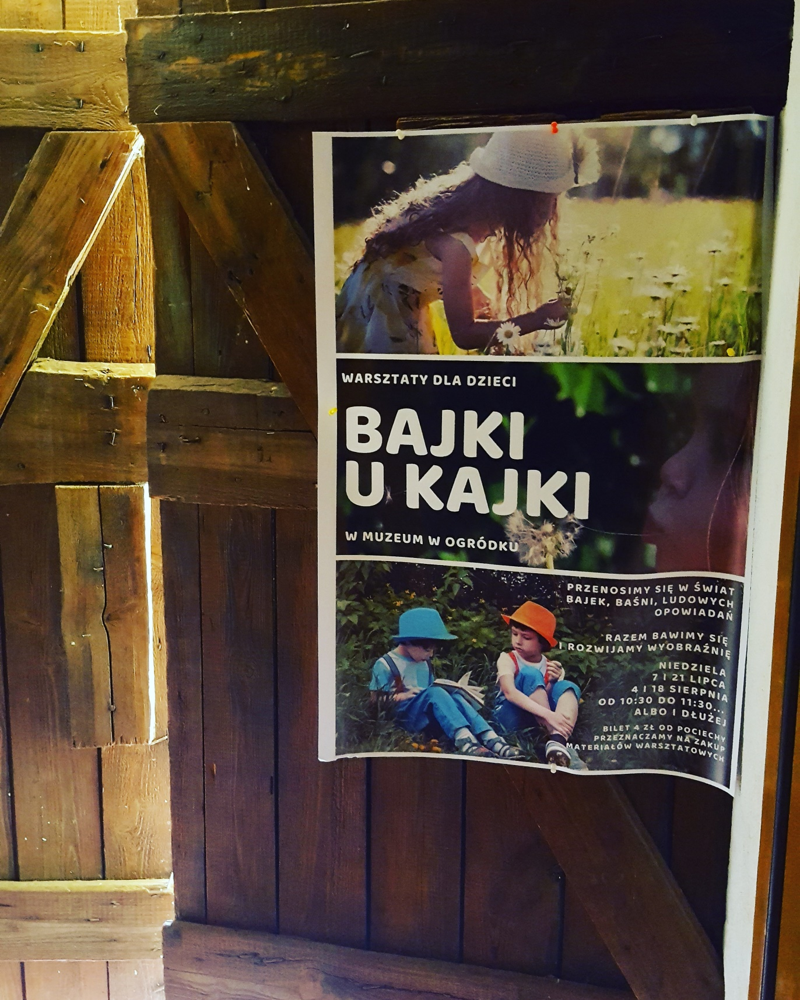 WARSZTATY DLA DZIECI
BAJKI
U KAJKI
W MUZEUM W OGRÓDKU
PRZENOSIMY SIĘ W ŚWIAT
BAJEK, BAŚNI, LUDOWYCH
OPOWIADAŃ
RAZEM BAWIMY SIĘ
I ROZWIJAMY WYOBRAŹNIĘ
NIEDZIELA
7 I 21 LIPCA
4 I 18 SIERPNIA
OD 10:30 DO 11:30...
ALBO I DŁUŻEJ
BILET 4 ZŁ OD POCIECHY
PRZEZNACZAMY NA ZAKUP
MATERIAŁÓW WARSZTATOWYCH